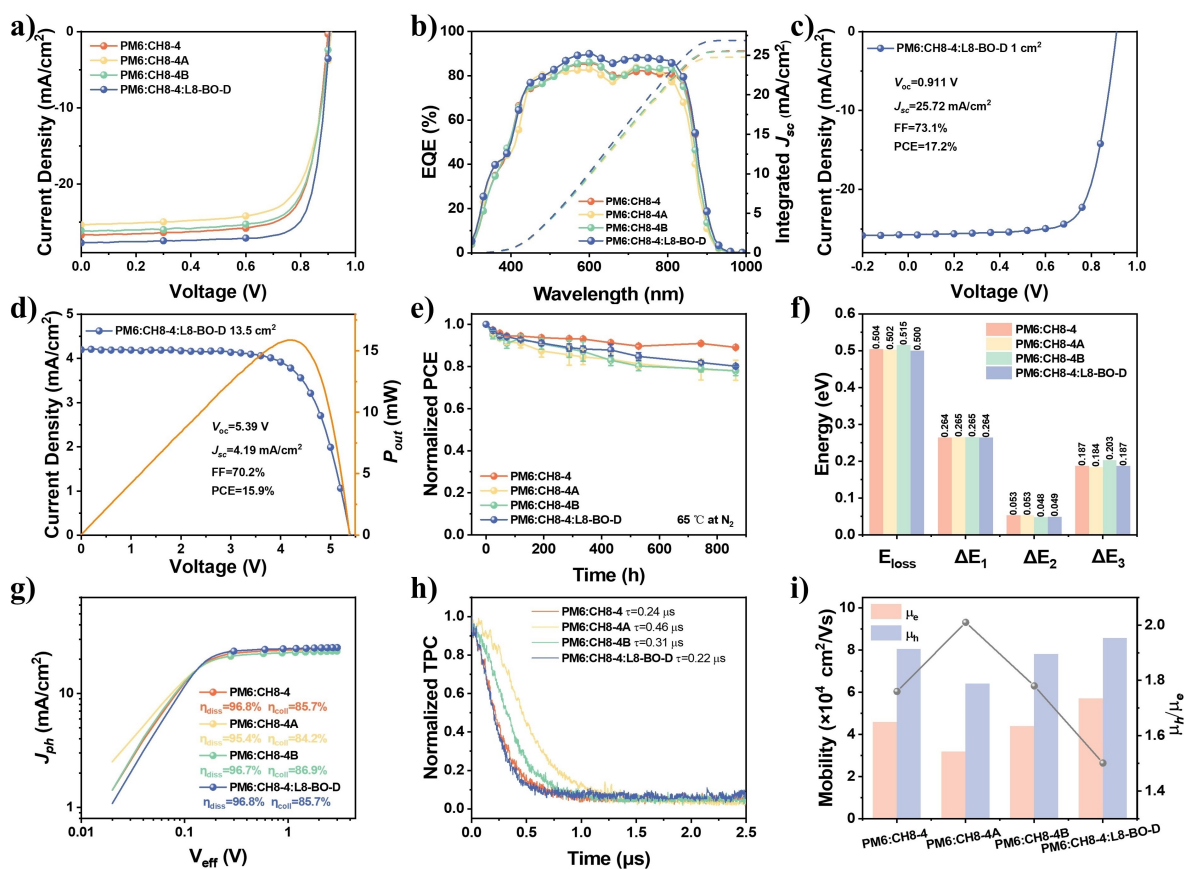 a)
PM6:CH8-4
PM6:CH8-4A
PM6:CH8-4B
PM6:CH8-4:L8-BO-D
Current Density (mA/cm²)
0
-10
-20
0.0 0.2 0.4 0.6 0.8 1.0
Voltage (V)
b)
EQE (%)
100
90
80
70
60
50
40
30
20
10
0
PM6:CH8-4
PM6:CH8-4A
PM6:CH8-4B
PM6:CH8-4:L8-BO-D
400 600 800 1000
Wavelength (nm)
25
20
15
10
5
0
Integrated Jsc (mA/cm²)
c)
PM6:CH8-4:L8-BO-D 1 cm²
Voc=0.911 V
Jsc=25.72 mA/cm²
FF=73.1%
PCE=17.2%
Current Density (mA/cm²)
0
-10
-20
-0.2 0.0 0.2 0.4 0.6 0.8 1.0
Voltage (V)
d)
PM6:CH8-4:L8-BO-D 13.5 cm²
Voc=5.39 V
Jsc=4.19 mA/cm²
FF=70.2%
PCE=15.9%
Current Density (mA/cm²)
5
4
3
2
1
0
0 1 2 3 4 5
Voltage (V)
15
10
5
0
Pout (mW)
e)
Normalized PCE
1.0
0.8
0.6
0.4
0.2
0.0
PM6:CH8-4
PM6:CH8-4A
PM6:CH8-4B
PM6:CH8-4:L8-BO-D
65 ℃ at N₂
0 200 400 600 800
Time (h)
f)
PM6:CH8-4
PM6:CH8-4A
PM6:CH8-4B
PM6:CH8-4:L8-BO-D
Energy (eV)
0.6
0.5
0.4
0.3
0.2
0.1
0.0
0.504 0.502 0.515 0.500
0.264 0.265 0.265 0.264
0.053 0.053 0.048 0.049
0.187 0.184 0.203 0.187
Eloss ΔE₁ ΔE₂ ΔE₃
g)
Jph (mA/cm²)
10
1
PM6:CH8-4
ηdiss=96.8% ηcoll=85.7%
PM6:CH8-4A
ηdiss=95.4% ηcoll=84.2%
PM6:CH8-4B
ηdiss=96.7% ηcoll=86.9%
PM6:CH8-4:L8-BO-D
ηdiss=96.8% ηcoll=85.7%
0.01 0.1 1
Veff (V)
h)
PM6:CH8-4 τ=0.24 μs
PM6:CH8-4A τ=0.46 μs
PM6:CH8-4B τ=0.31 μs
PM6:CH8-4:L8-BO-D τ=0.22 μs
Normalized TPC
1.0
0.8
0.6
0.4
0.2
0.0
0.0 0.5 1.0 1.5 2.0 2.5
Time (μs)
i)
μe
μh
Mobility (×10⁴ cm²/Vs)
10
8
6
4
2
0
PM6:CH8-4 PM6:CH8-4A PM6:CH8-4B PM6:CH8-4:L8-BO-D
2.0
1.8
1.6
1.4
μh/μe